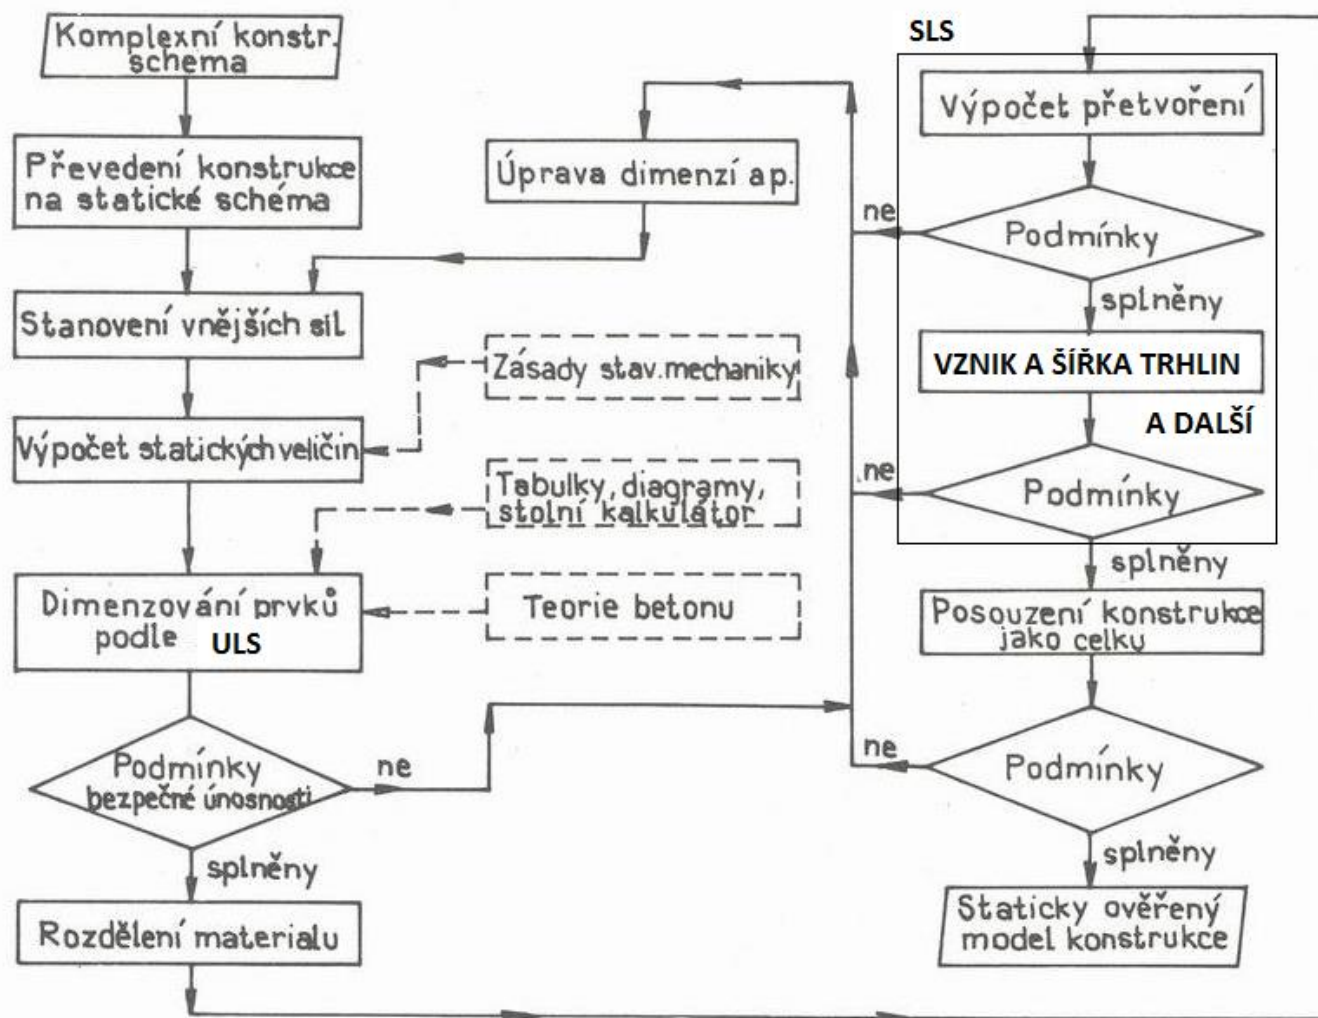 Komplexní konstr.
schema
Převedení konstrukce
na statické schéma
Stanovení vnějších sil
Výpočet statických veličin
Dimenzování prvků
podle ULS
Podmínky
bezpečné únosnosti
ne
splněny
Rozdělení materialu
Úprava dimenzí ap.
Zásady stav. mechaniky
Tabulky, diagramy,
stolní kalkulátor
Teorie betonu
SLS
Výpočet přetvoření
ne
Podmínky
splněny
VZNIK A ŠÍŘKA TRHLIN
A DALŠÍ
ne
Podmínky
splněny
Posouzení konstrukce
jako celku
ne
Podmínky
splněny
Staticky ověřený
model konstrukce